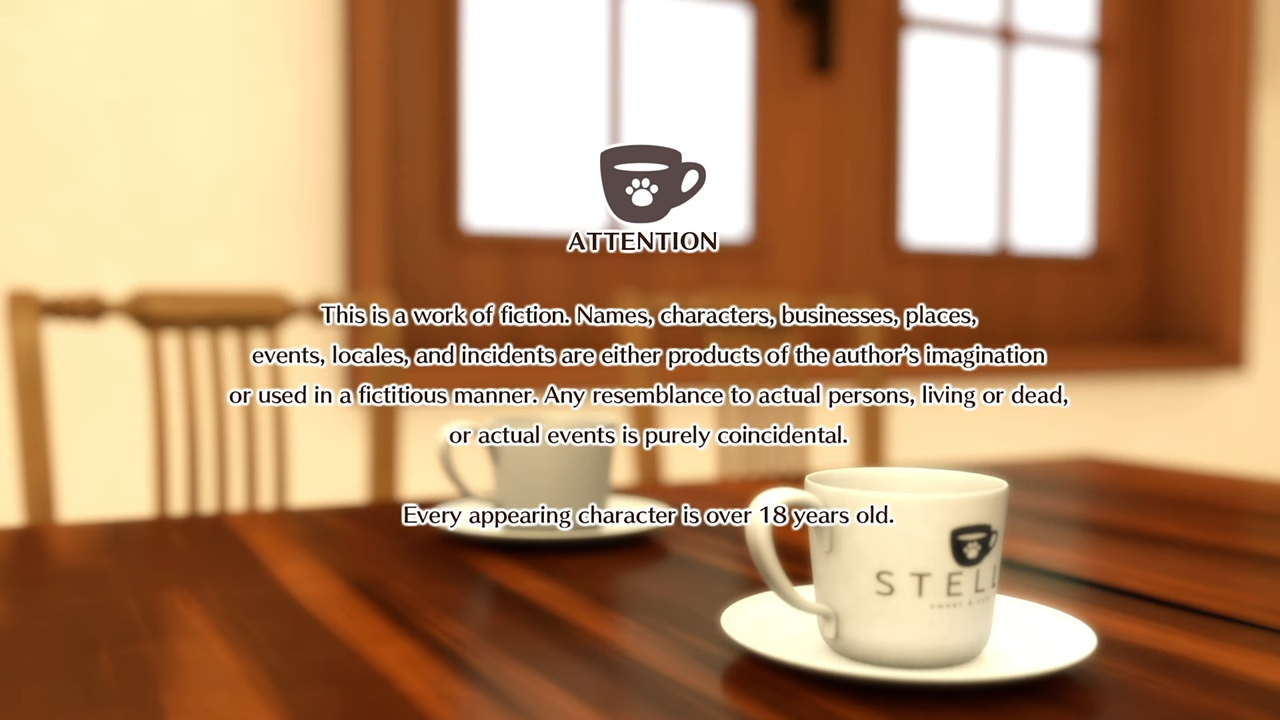 ATTENTION
This is a work of fiction. Names, characters, businesses, places,
events, locales, and incidents are either products of the author’s imagination
or used in a fictitious manner. Any resemblance to actual persons, living or dead,
or actual events is purely coincidental.
Every appearing character is over 18 years old.
STELL